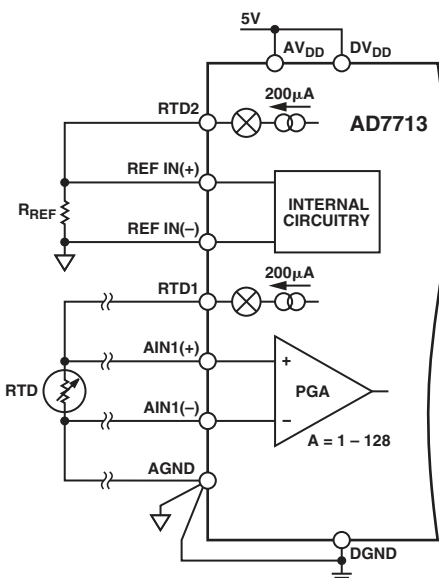 5V
AVDD
DVDD
200µA
RTD2
AD7713
REF IN(+)
RREF
INTERNAL
CIRCUITRY
REF IN(–)
200µA
RTD1
AIN1(+)
+
RTD
PGA
AIN1(–)
–
A = 1 – 128
AGND
DGND